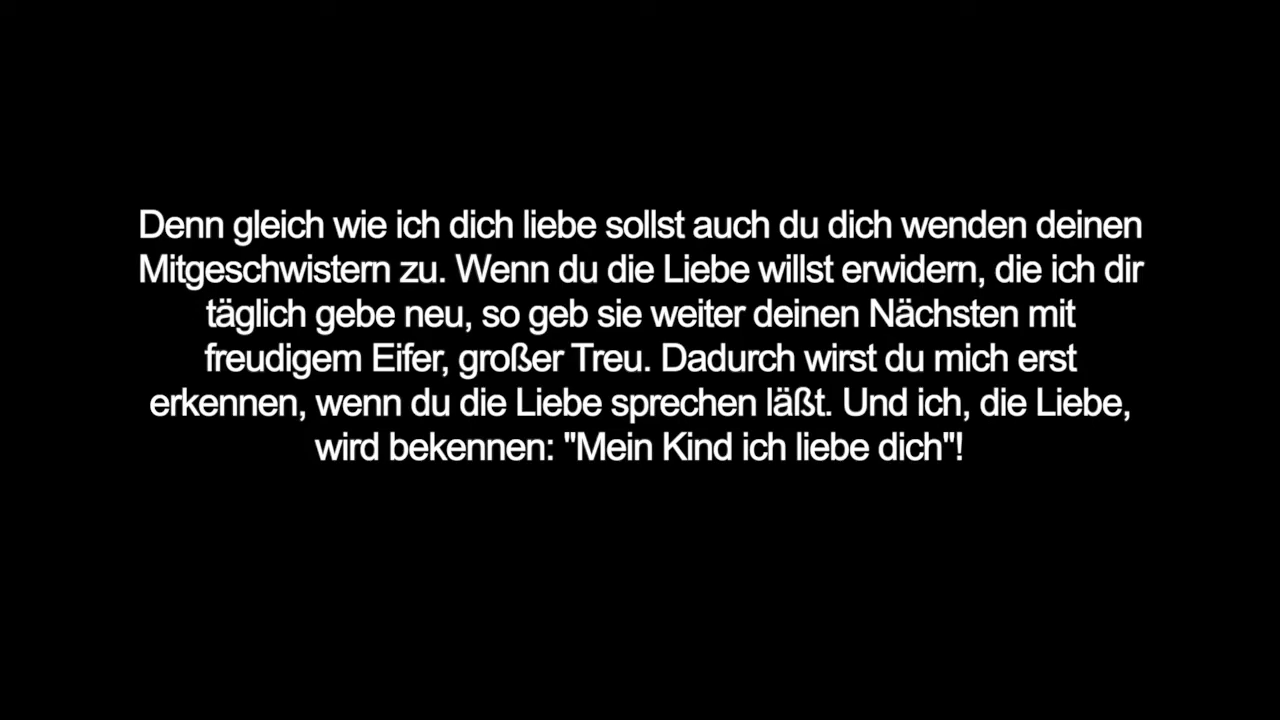 Denn gleich wie ich dich liebe sollst auch du dich wenden deinen
Mitgeschwistern zu. Wenn du die Liebe willst erwidern, die ich dir
täglich gebe neu, so geb sie weiter deinen Nächsten mit
freudigem Eifer, großer Treu. Dadurch wirst du mich erst
erkennen, wenn du die Liebe sprechen läßt. Und ich, die Liebe,
wird bekennen: "Mein Kind ich liebe dich"!